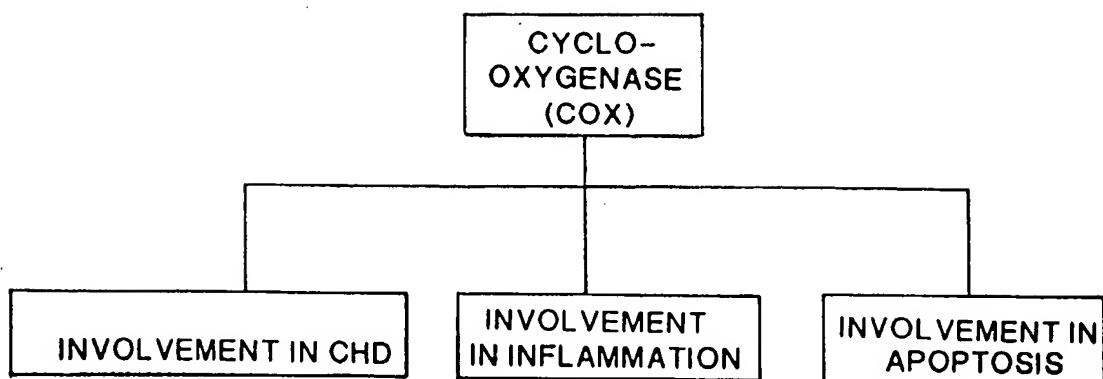 CYCLO-
OXYGENASE
(COX)
INVOLVEMENT IN CHD
INVOLVEMENT
IN INFLAMMATION
INVOLVEMENT IN
APOPTOSIS